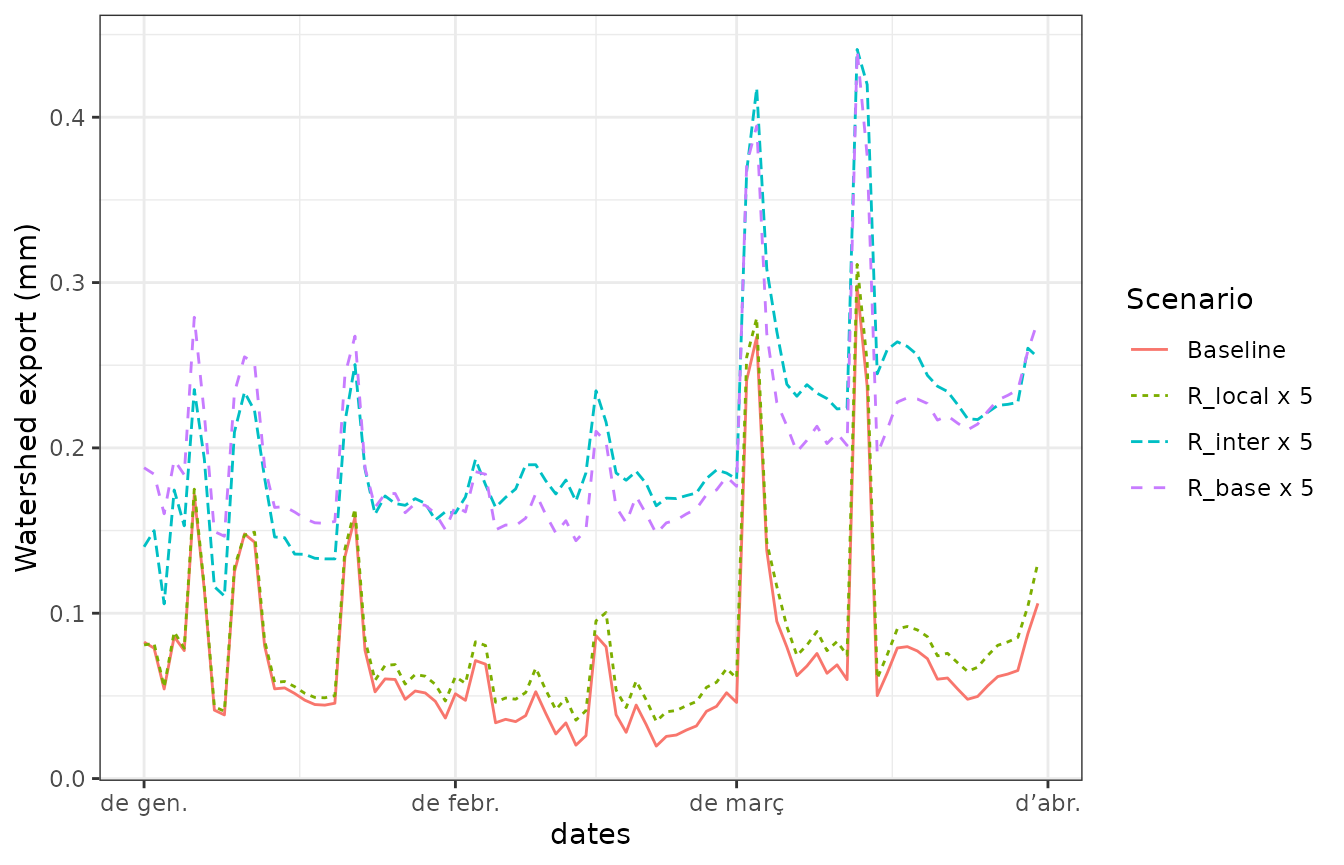 Watershed export (mm)
0.4
0.3
0.2
0.1
0.0
de gen.
de febr.
de març
d’abr.
dates
Scenario
Baseline
R_local x 5
R_inter x 5
R_base x 5